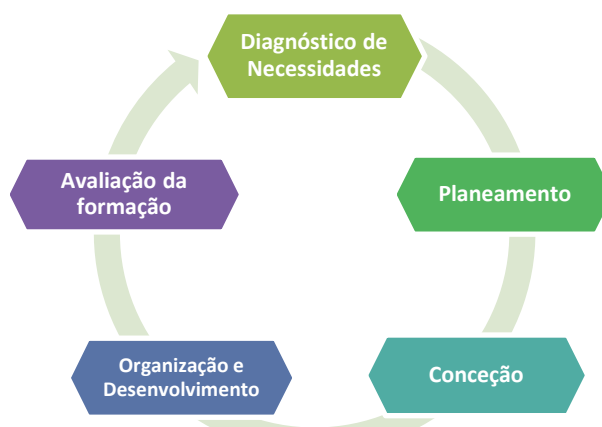 Diagnóstico de
Necessidades
Planeamento
Conceção
Organização e
Desenvolvimento
Avaliação da
formação